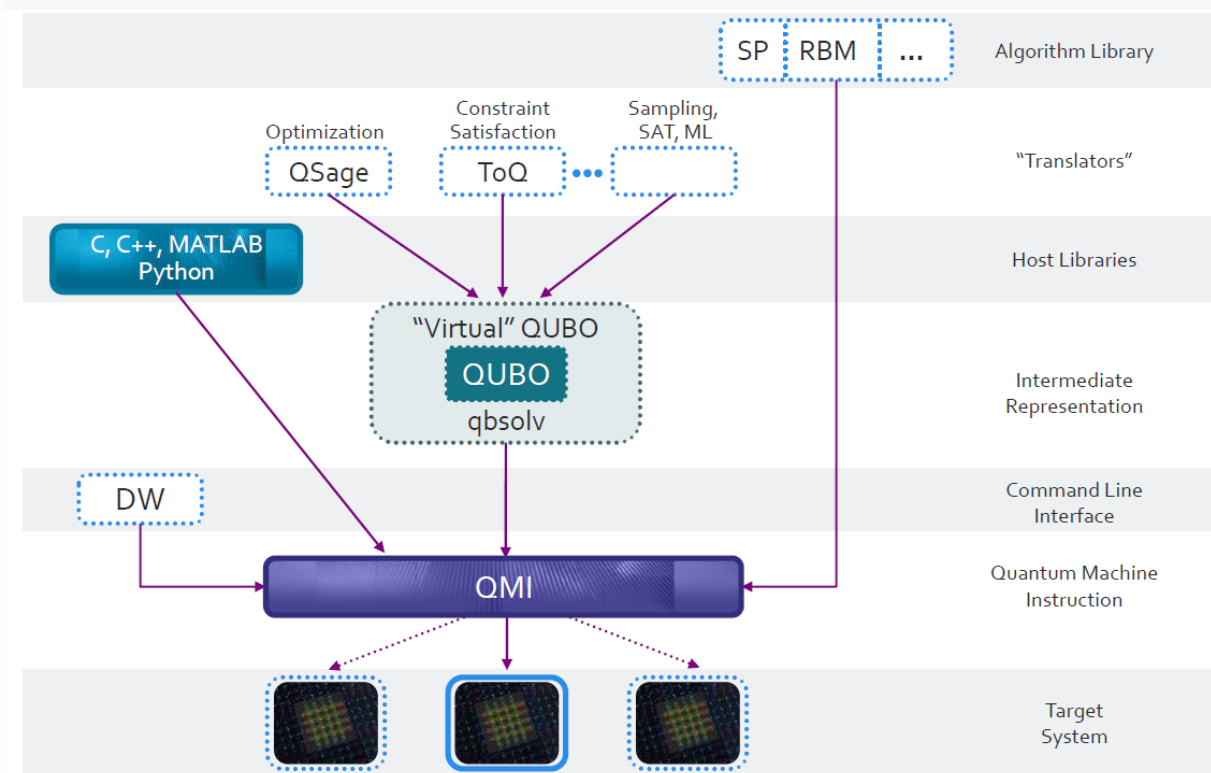 SP RBM ...
Algorithm Library
Optimization
Constraint
Satisfaction
Sampling,
SAT, ML
QSage
ToQ
“Translators”
C, C++, MATLAB
Python
Host Libraries
“Virtual” QUBO
QUBO
qbsolv
Intermediate
Representation
DW
Command Line
Interface
QMI
Quantum Machine
Instruction
Target
System